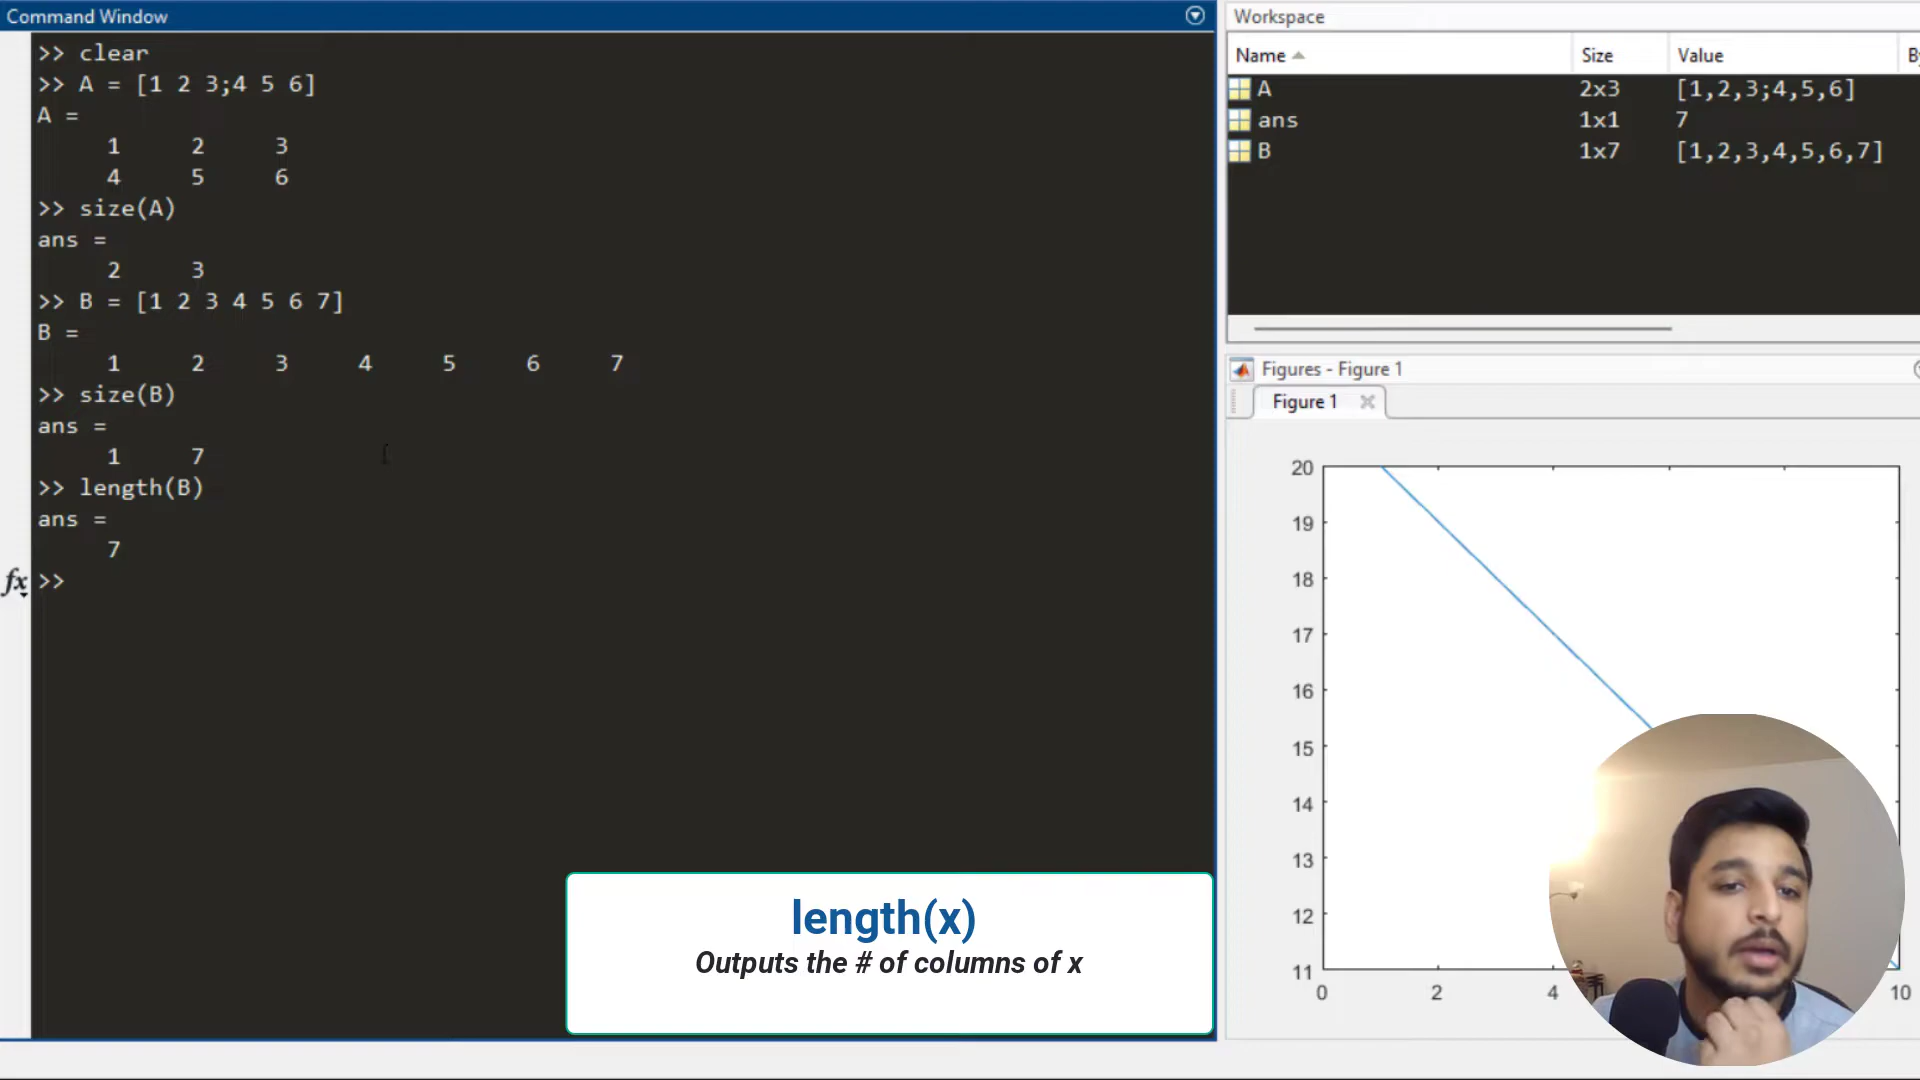 Command Window
>> clear
>> A = [1 2 3;4 5 6]
A =
1 2 3
4 5 6
>> size(A)
ans =
2 3
>> B = [1 2 3 4 5 6 7]
B =
1 2 3 4 5 6 7
>> size(B)
ans =
1 7
>> length(B)
ans =
7
fx >>
length(x)
Outputs the # of columns of x
Workspace
Name Size Value
A 2x3 [1,2,3;4,5,6]
ans 1x1 7
B 1x7 [1,2,3,4,5,6,7]
Figures - Figure 1
Figure 1
20
19
18
17
16
15
14
13
12
11
0 2 4 10